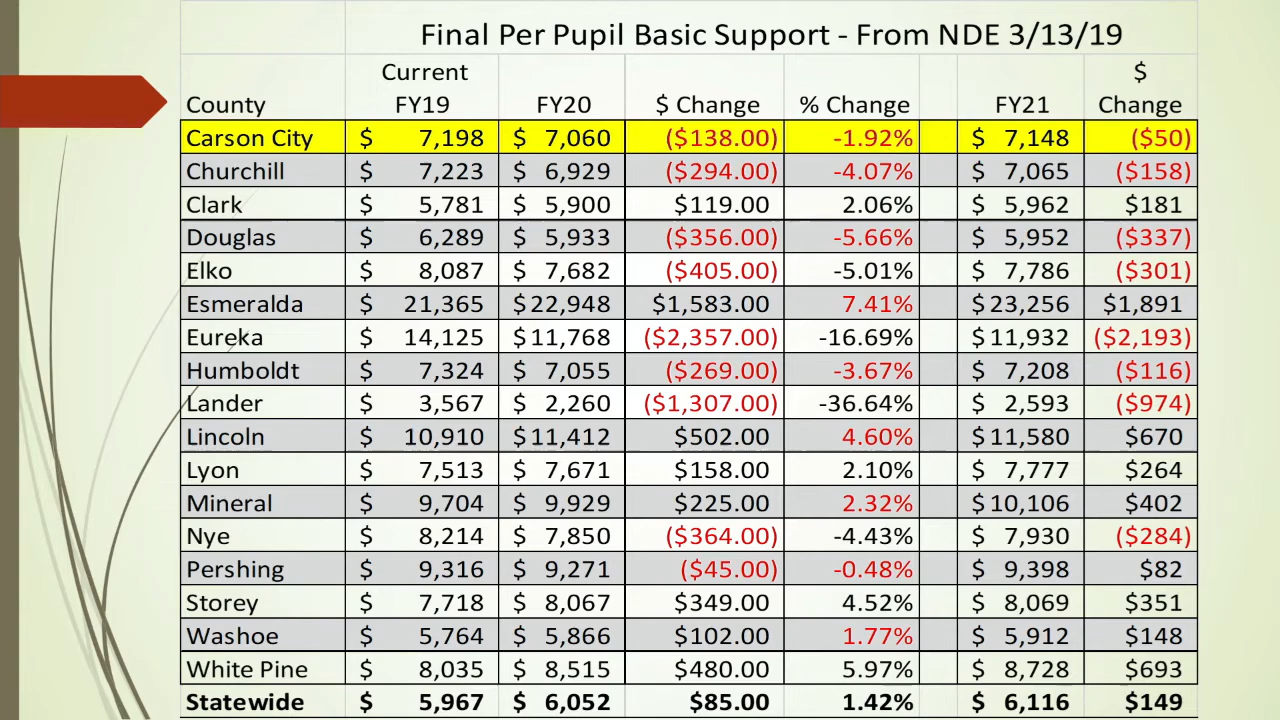 Final Per Pupil Basic Support - From NDE 3/13/19
Current $
County FY19 FY20 $ Change % Change FY21 Change
Carson City $ 7,198 $ 7,060 ($138.00) -1.92% $ 7,148 ($50)
Churchill $ 7,223 $ 6,929 ($294.00) -4.07% $ 7,065 ($158)
Clark $ 5,781 $ 5,900 $119.00 2.06% $ 5,962 $181
Douglas $ 6,289 $ 5,933 ($356.00) -5.66% $ 5,952 ($337)
Elko $ 8,087 $ 7,682 ($405.00) -5.01% $ 7,786 ($301)
Esmeralda $ 21,365 $22,948 $1,583.00 7.41% $23,256 $1,891
Eureka $ 14,125 $11,768 ($2,357.00) -16.69% $11,932 ($2,193)
Humboldt $ 7,324 $ 7,055 ($269.00) -3.67% $ 7,208 ($116)
Lander $ 3,567 $ 2,260 ($1,307.00) -36.64% $ 2,593 ($974)
Lincoln $ 10,910 $11,412 $502.00 4.60% $11,580 $670
Lyon $ 7,513 $ 7,671 $158.00 2.10% $ 7,777 $264
Mineral $ 9,704 $ 9,929 $225.00 2.32% $10,106 $402
Nye $ 8,214 $ 7,850 ($364.00) -4.43% $ 7,930 ($284)
Pershing $ 9,316 $ 9,271 ($45.00) -0.48% $ 9,398 $82
Storey $ 7,718 $ 8,067 $349.00 4.52% $ 8,069 $351
Washoe $ 5,764 $ 5,866 $102.00 1.77% $ 5,912 $148
White Pine $ 8,035 $ 8,515 $480.00 5.97% $ 8,728 $693
Statewide $ 5,967 $ 6,052 $85.00 1.42% $ 6,116 $149